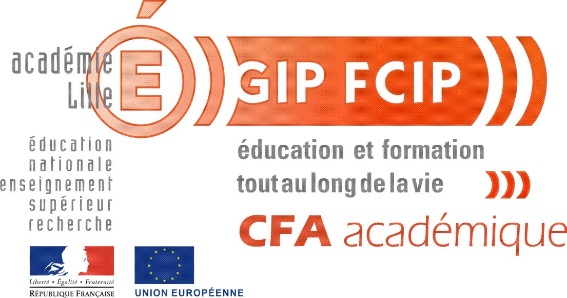 académie
Lille
É
GIP FCIP
éducation
nationale
enseignement
supérieur
recherche
éducation et formation
tout au long de la vie
CFA académique
Liberté • Égalité • Fraternité
RÉPUBLIQUE FRANÇAISE
UNION EUROPÉENNE